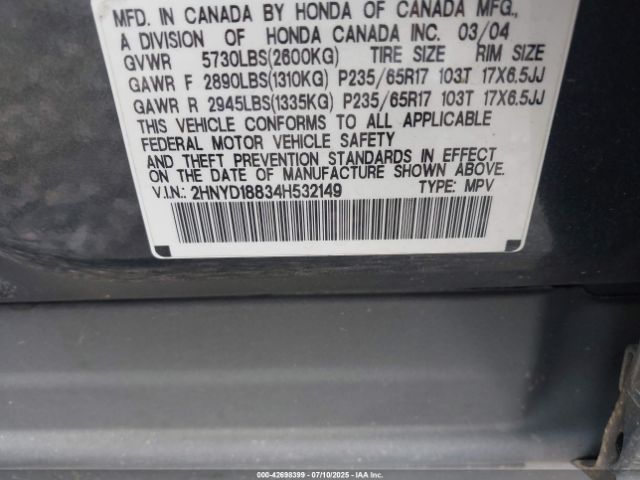 MFD. IN CANADA BY HONDA OF CANADA MFG.,
A DIVISION OF HONDA CANADA INC. 03/04
GVWR 5730LBS(2600KG) TIRE SIZE RIM SIZE
GAWR F 2890LBS(1310KG) P235/65R17 103T 17X6.5JJ
GAWR R 2945LBS(1335KG) P235/65R17 103T 17X6.5JJ
THIS VEHICLE CONFORMS TO ALL APPLICABLE
FEDERAL MOTOR VEHICLE SAFETY
AND THEFT PREVENTION STANDARDS IN EFFECT
ON THE DATE OF MANUFACTURE SHOWN ABOVE.
V.I.N.: 2HNYD18834H532149 TYPE: MPV
000-42698399 07/10/2025 IAAI.COM